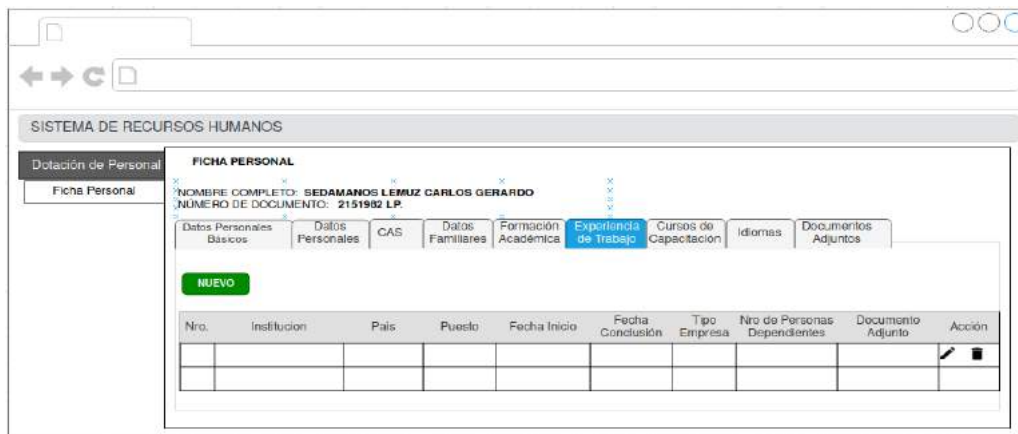 SISTEMA DE RECURSOS HUMANOS
Dotación de Personal
Ficha Personal
FICHA PERSONAL
NOMBRE COMPLETO: SEDAMANOS LEMUZ CARLOS GERARDO
NÚMERO DE DOCUMENTO: 2151982 LP.
Datos Personales Básicos
Datos Personales
CAS
Datos Familiares
Formación Académica
Experiencia de Trabajo
Cursos de Capacitación
Idiomas
Documentos Adjuntos
NUEVO
Nro.
Institucion
Pais
Puesto
Fecha Inicio
Fecha Conclusión
Tipo Empresa
Nro de Personas Dependientes
Documento Adjunto
Acción